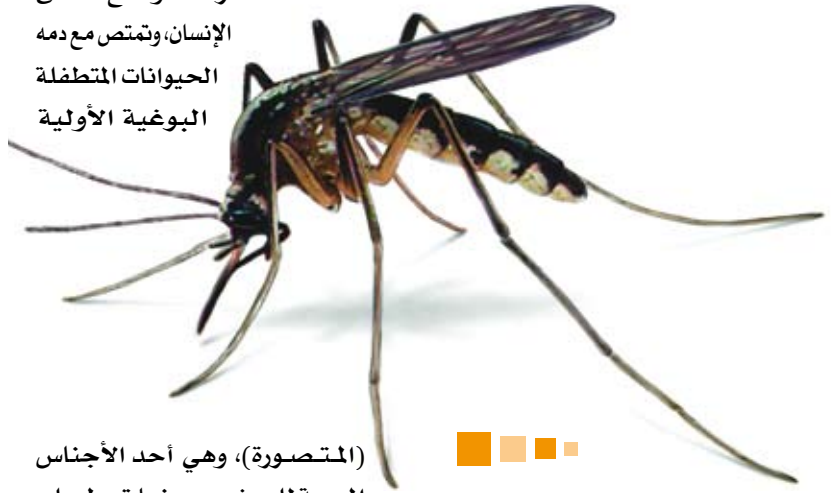 الإنسان، وتمتص مع دمه
الحيوانات المتطفلة
البوغية الأولية
(المتصورة)، وهي أحد الأجناس